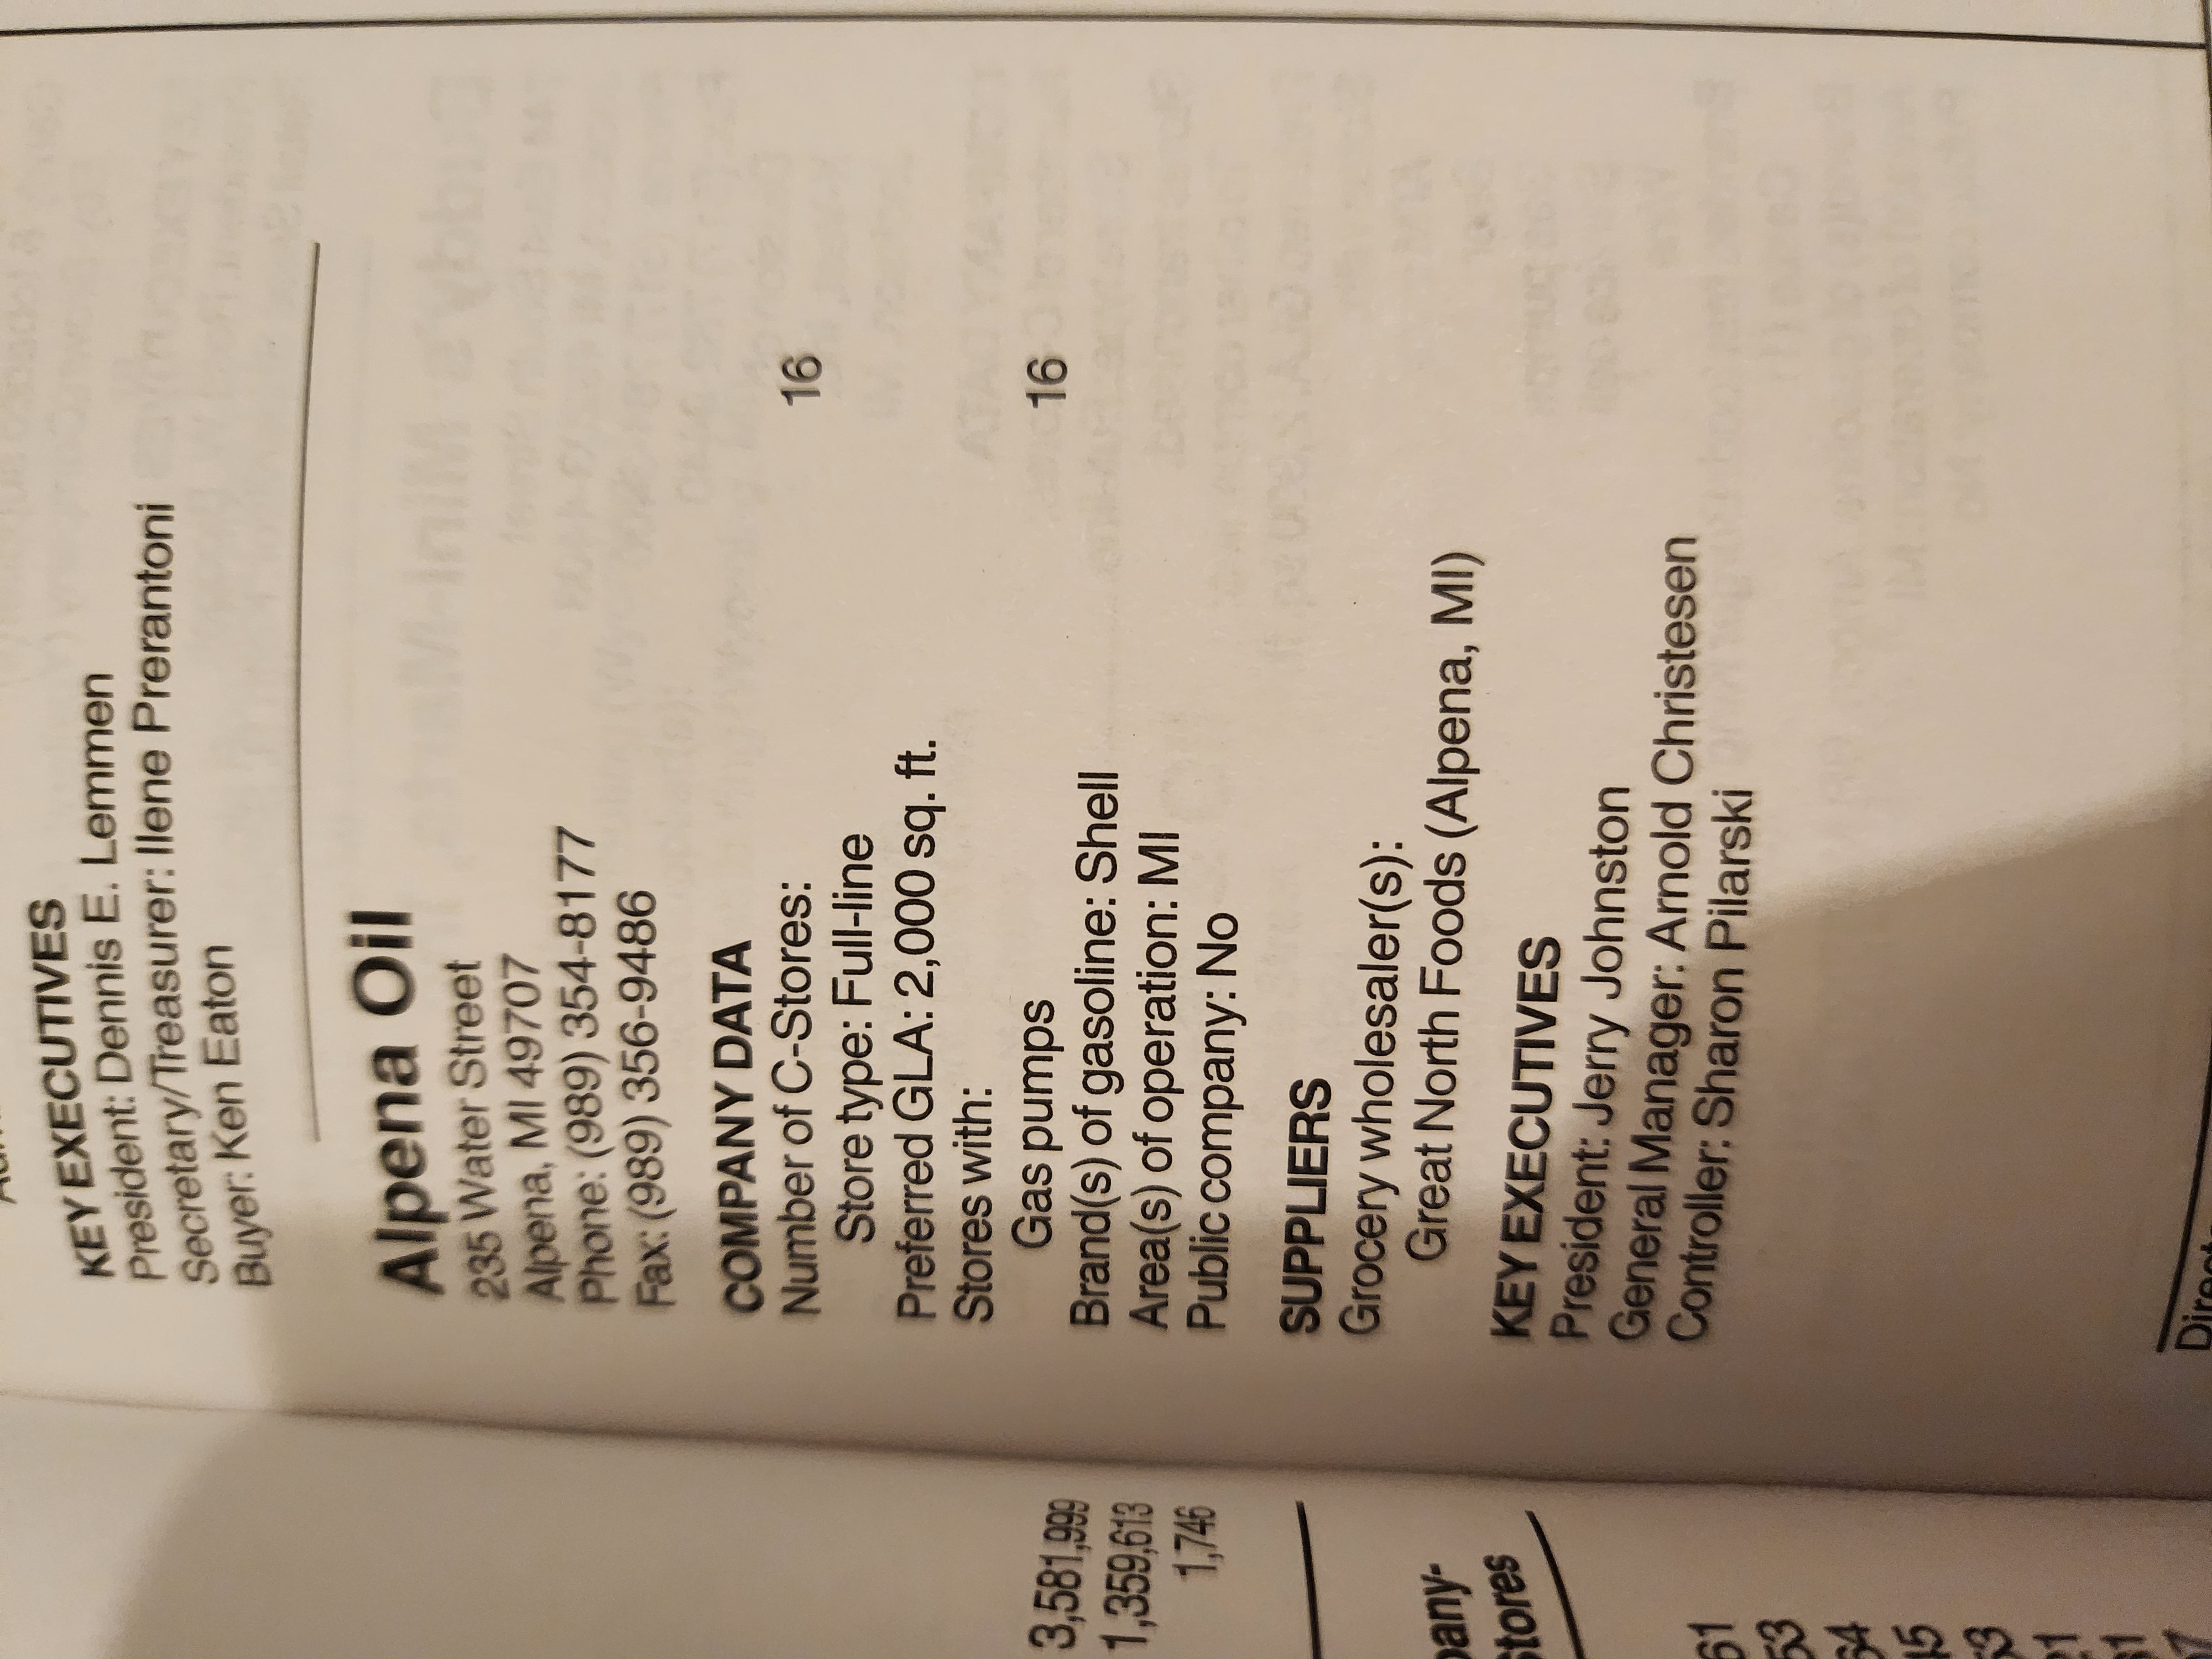 KEY EXECUTIVES
President: Dennis E. Lemmen
Secretary/Treasurer: Ilene Prerantoni
Buyer: Ken Eaton
Alpena Oil
235 Water Street
Alpena, MI 49707
Phone: (989) 354-8177
Fax: (989) 356-9486
COMPANY DATA
Number of C-Stores: 16
Store type: Full-line
Preferred GLA: 2,000 sq. ft.
Stores with:
Gas pumps 16
Brand(s) of gasoline: Shell
Area(s) of operation: MI
Public company: No
SUPPLIERS
Grocery wholesaler(s):
Great North Foods (Alpena, MI)
KEY EXECUTIVES
President: Jerry Johnston
General Manager: Arnold Christesen
Controller: Sharon Pilarski
3,581,999
1,359,613
1,746
Stores